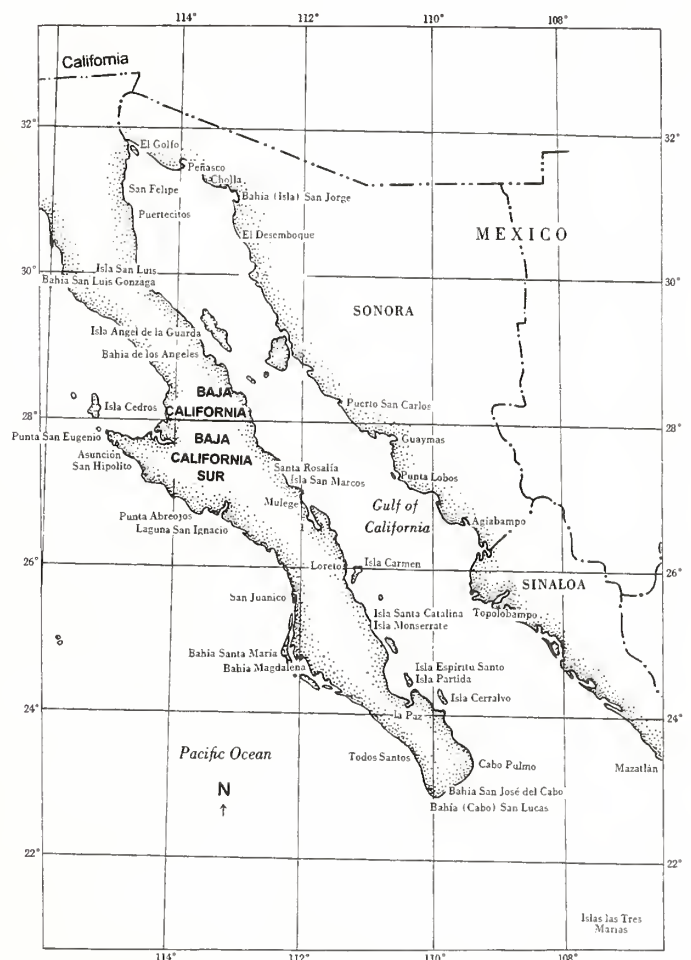 114°
112°
110°
108°
California
32°
32°
El Golfo
Peñasco
Cholla
San Felipe
Bahia (Isla) San Jorge
Puertecitos
El Desemboque
MEXICO
30°
30°
Isla San Luis
Bahia San Luis Gonzaga
SONORA
Isla Angel de la Guarda
Bahia de los Angeles
BAJA
CALIFORNIA
Isla Cedros
Puerto San Carlos
28°
28°
Punta San Eugenio
BAJA
CALIFORNIA
SUR
Guaymas
Asunción
San Hipolito
Santa Rosalía
Isla San Marcos
Punta Lobos
Mulege
Gulf of
California
Punta Abreojos
Laguna San Ignacio
Agiabampo
26°
26°
Loreto
Isla Carmen
SINALOA
San Juanico
Isla Santa Catalina
Isla Monserrate
Topolobampo
Bahia Santa María
Bahia Magdalena
Isla Espíritu Santo
Isla Partida
Isla Cerralvo
24°
24°
la Paz
Pacific Ocean
Todos Santos
Cabo Pulmo
Mazatlán
N
Bahia San José del Cabo
Bahia (Cabo) San Lucas
22°
22°
Islas las Tres
Marias
114°
112°
110°
108°